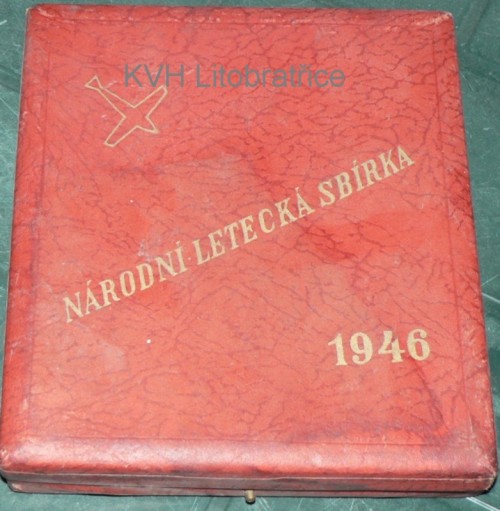 KVH Litobratřice
NÁRODNÍ·LETECKÁ SBÍRKA
1946